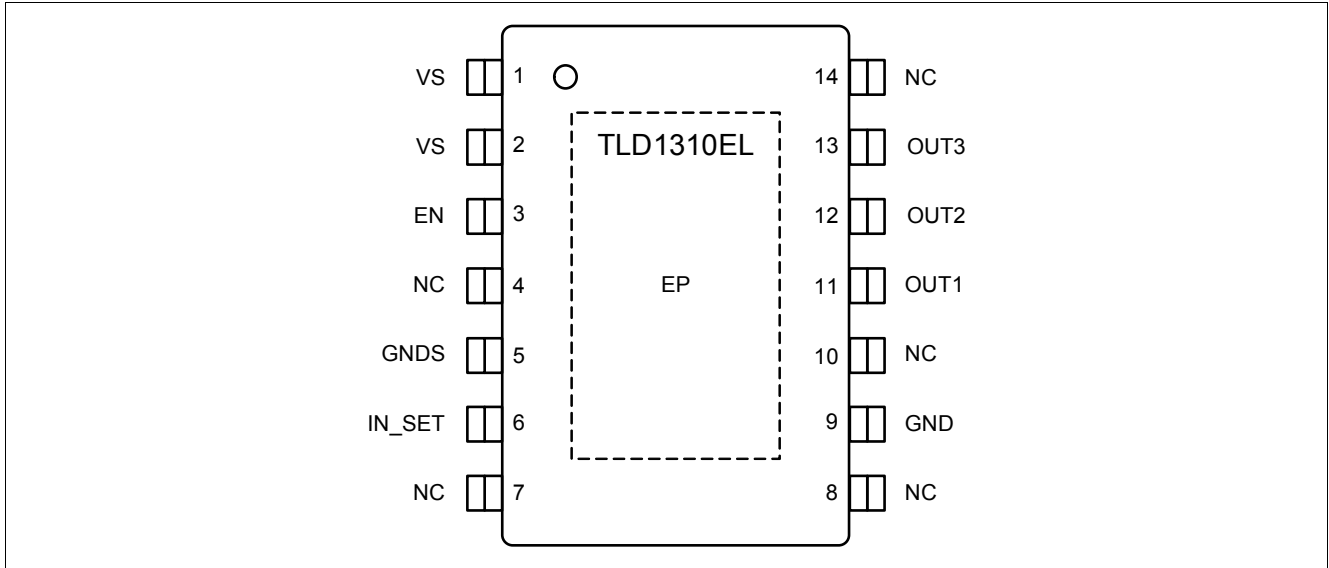 VS 1 14 NC
VS 2 TLD1310EL 13 OUT3
EN 3 12 OUT2
NC 4 EP 11 OUT1
GNDS 5 10 NC
IN_SET 6 9 GND
NC 7 8 NC